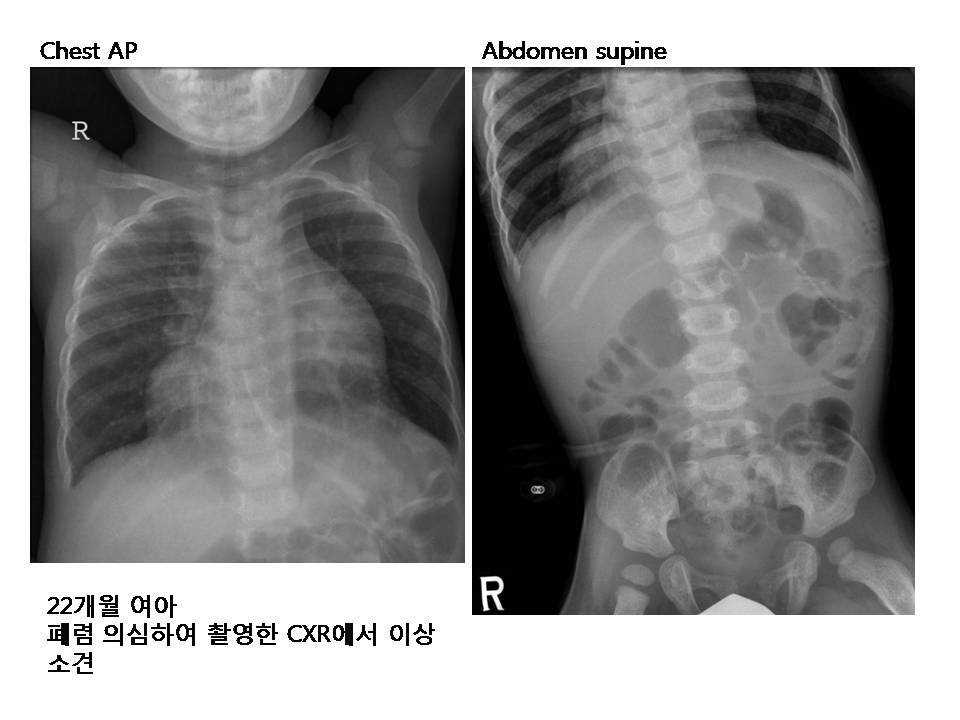 Chest AP
Abdomen supine
R
R
22개월 여아
폐렴 의심하여 촬영한 CXR에서 이상
소견